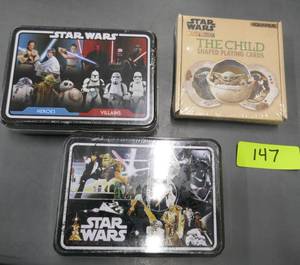 STAR WARS
HEROES
VILLAINS
STAR WARS
THE CHILD
SHAPED PLAYING CARDS
147
STAR
WARS